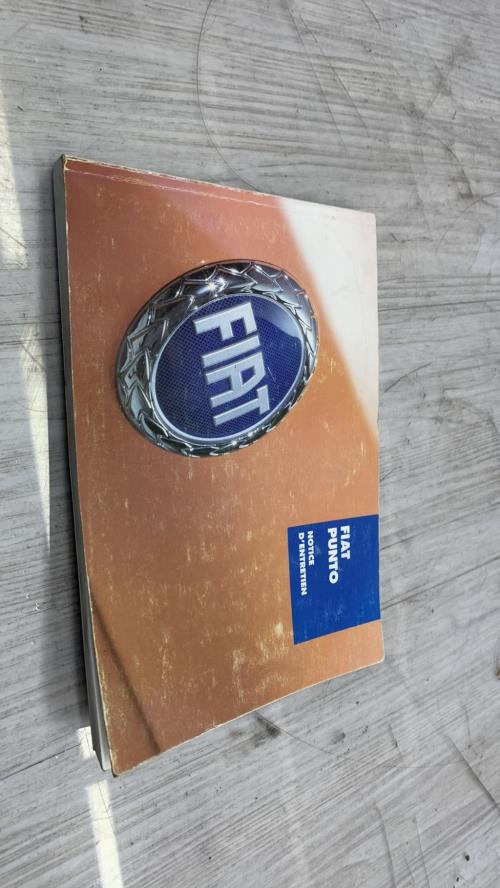 FIAT
FIAT
PUNTO
NOTICE
D'ENTRETIEN